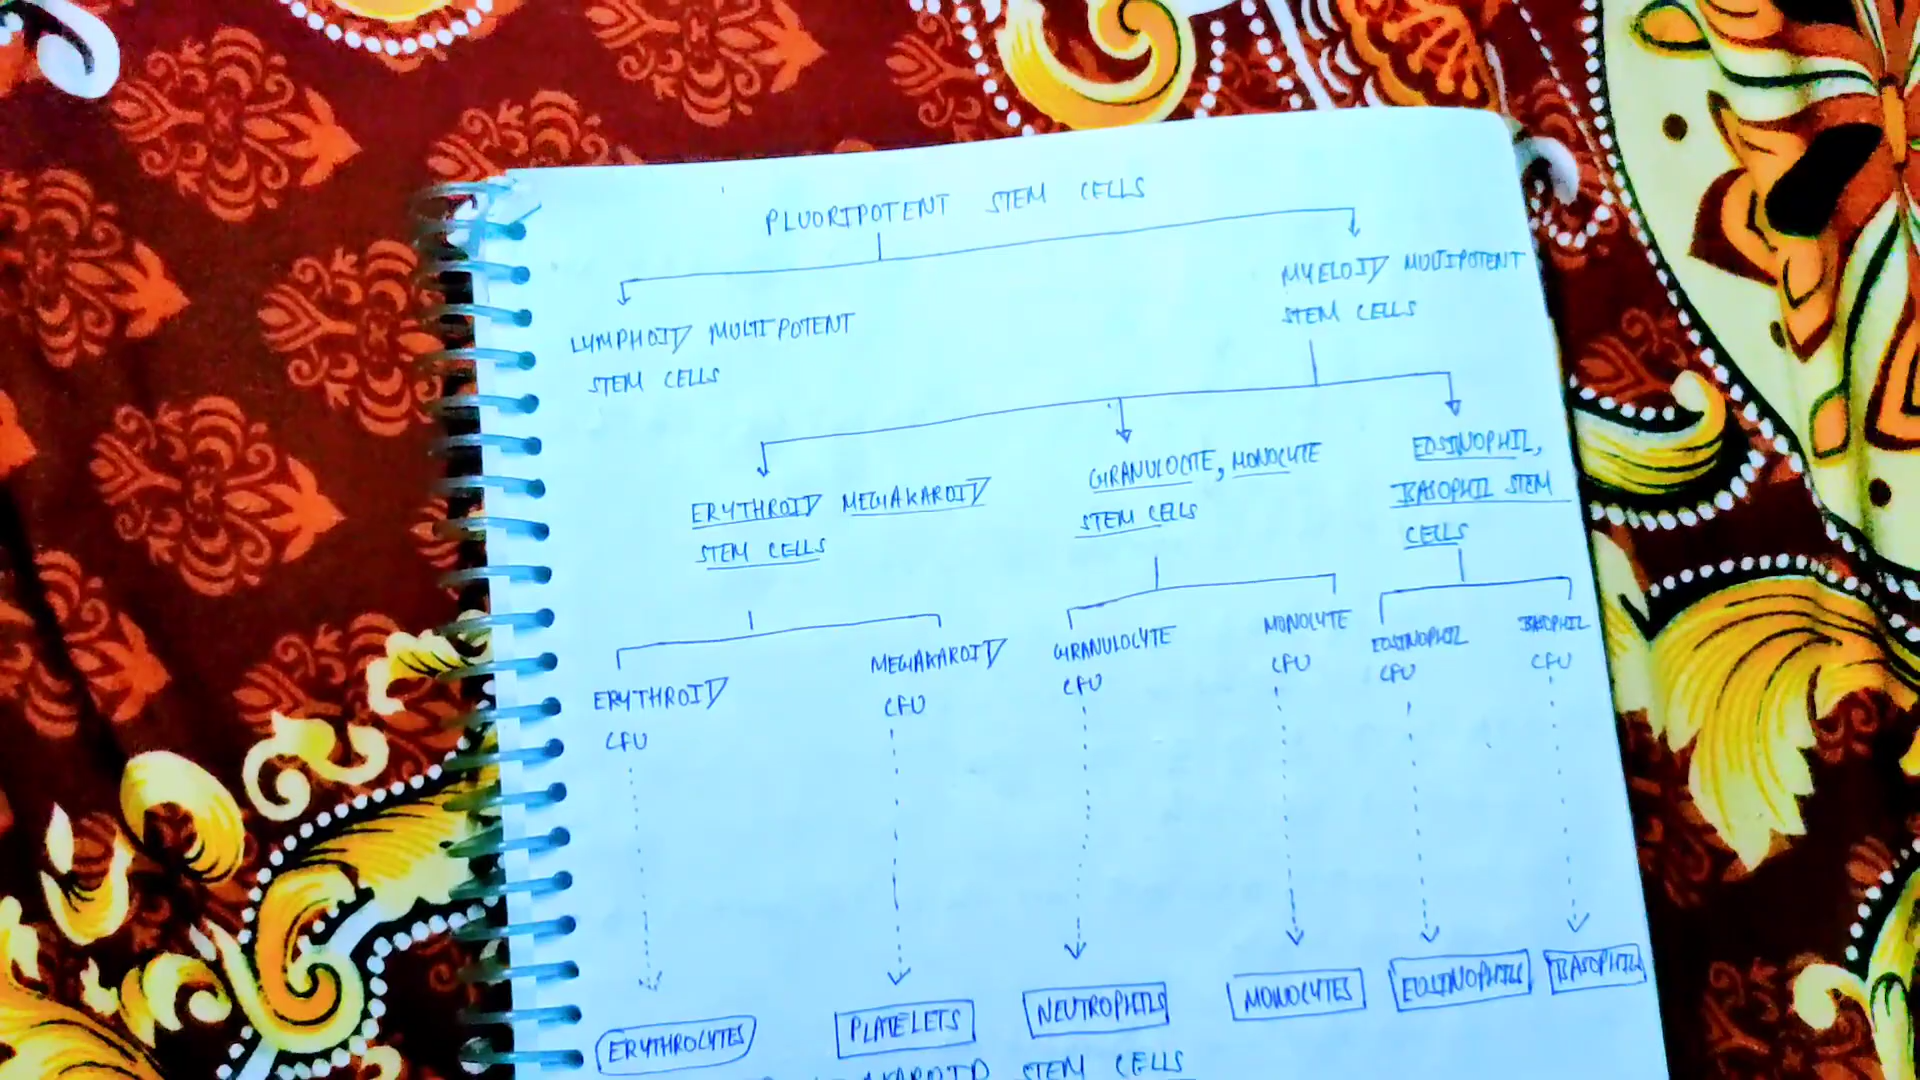 PLUORIPOTENT STEM CELLS
LYMPHOID MULTIPOTENT
STEM CELLS
MYELOID MULTIPOTENT
STEM CELLS
ERYTHROID MEGAKAROID
STEM CELLS
GRANULOCYTE, MONOCYTE
STEM CELLS
EOSINOPHIL,
BASOPHIL STEM
CELLS
ERYTHROID
CFU
MEGAKAROID
CFU
GRANULOCYTE
CFU
MONOCYTE
CFU
EOSINOPHIL
CFU
BASOPHIL
CFU
ERYTHROCYTES
PLATELETS
NEUTROPHILS
MONOCYTES
EOSINOPHILS
BASOPHIL
STEM CELLS